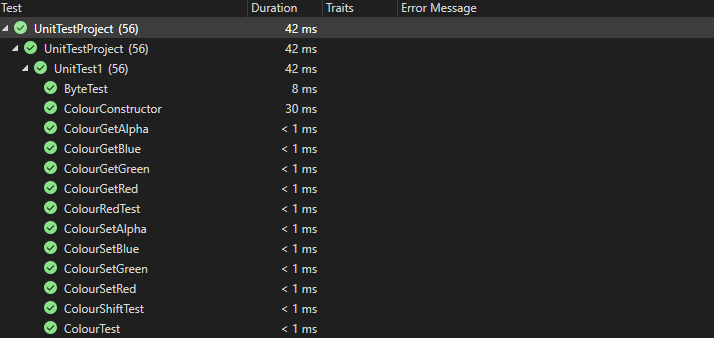 Test Duration Traits Error Message
UnitTestProject (56) 42 ms
UnitTestProject (56) 42 ms
UnitTest1 (56) 42 ms
ByteTest 8 ms
ColourConstructor 30 ms
ColourGetAlpha < 1 ms
ColourGetBlue < 1 ms
ColourGetGreen < 1 ms
ColourGetRed < 1 ms
ColourRedTest < 1 ms
ColourSetAlpha < 1 ms
ColourSetBlue < 1 ms
ColourSetGreen < 1 ms
ColourSetRed < 1 ms
ColourShiftTest < 1 ms
ColourTest < 1 ms